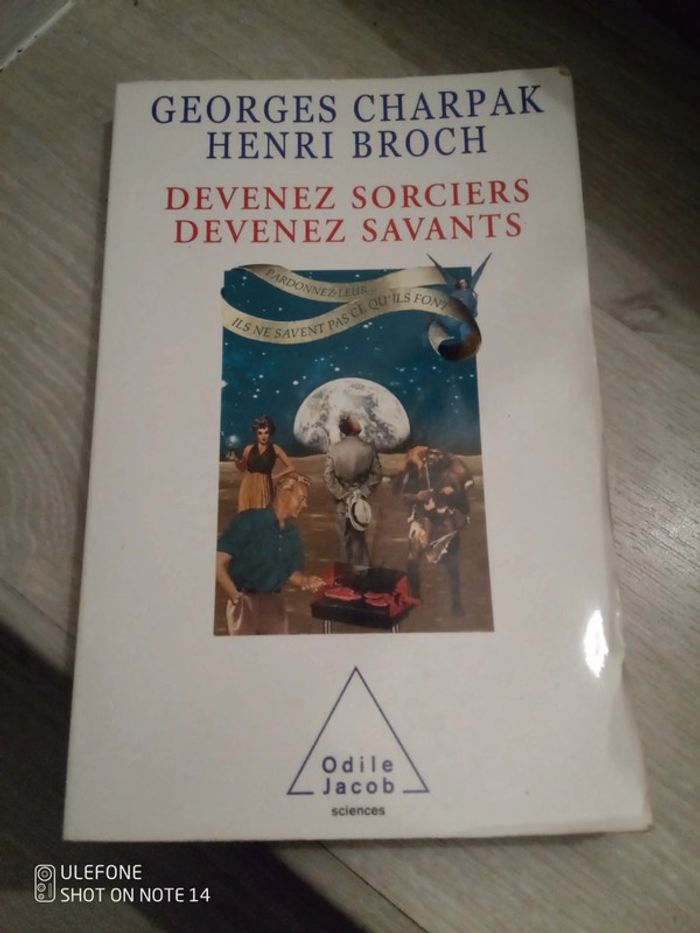 GEORGES CHARPAK
HENRI BROCH
DEVENEZ SORCIERS
DEVENEZ SAVANTS
PARDONNEZ-LEUR...
ILS NE SAVENT PAS CE QU'ILS FONT
Odile
Jacob
sciences
ULEFONE
SHOT ON NOTE 14